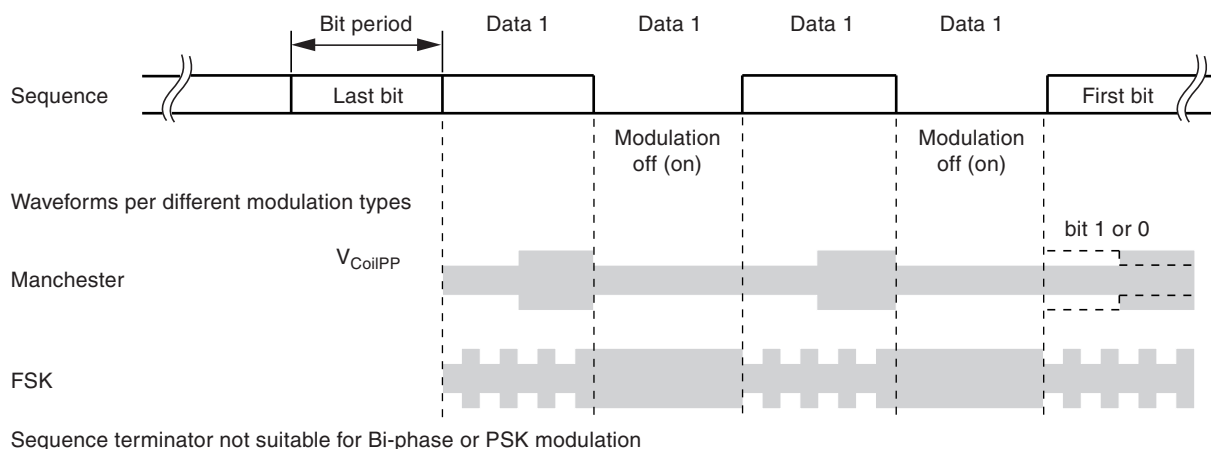 Bit period
Data 1
Data 1
Data 1
Data 1
Sequence
Last bit
First bit
Modulation
off (on)
Modulation
off (on)
Waveforms per different modulation types
bit 1 or 0
VCoilPP
Manchester
FSK
Sequence terminator not suitable for Bi-phase or PSK modulation